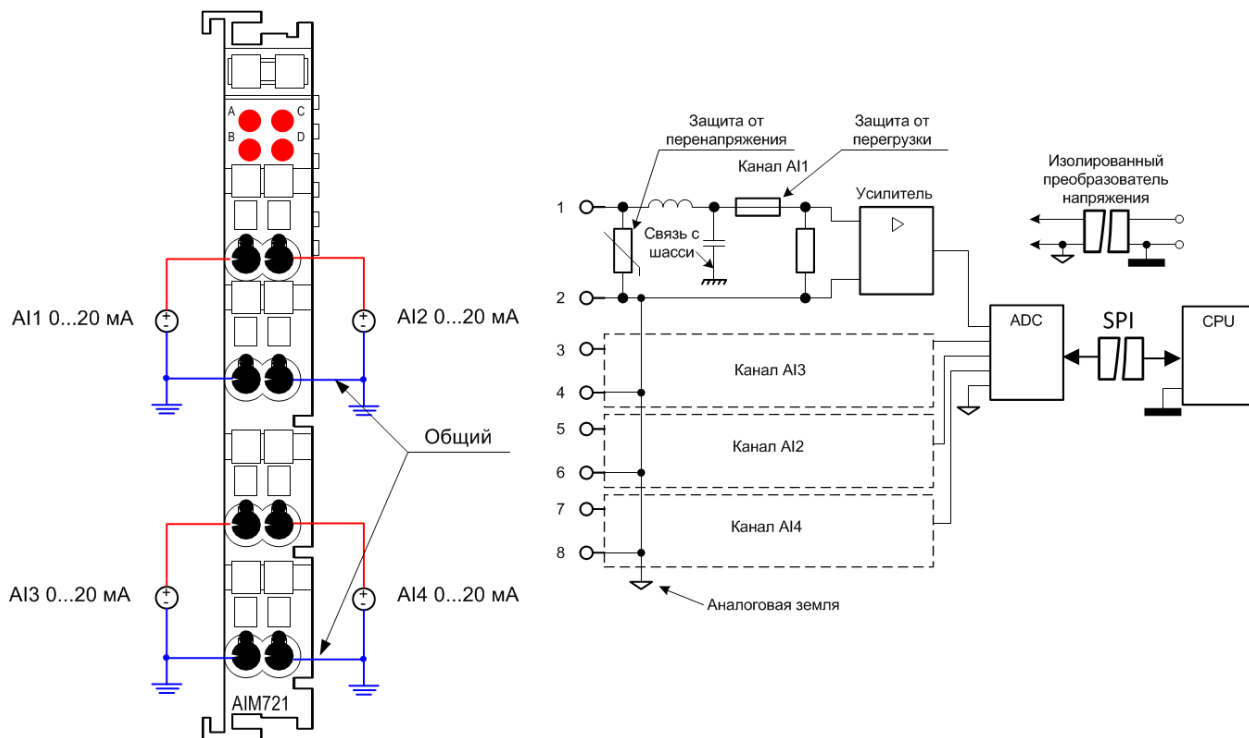 A
C
B
D
AI1 0...20 мА
AI2 0...20 мА
Общий
AI3 0...20 мА
AI4 0...20 мА
AIM721
Защита от
перенапряжения
Защита от
перегрузки
Канал AI1
Изолированный
преобразователь
напряжения
Усилитель
1
Связь с
шасси
2
ADC
SPI
CPU
3
Канал AI3
4
5
Канал AI2
6
7
Канал AI4
8
Аналоговая земля
+
-
+
-
+
-
+
-